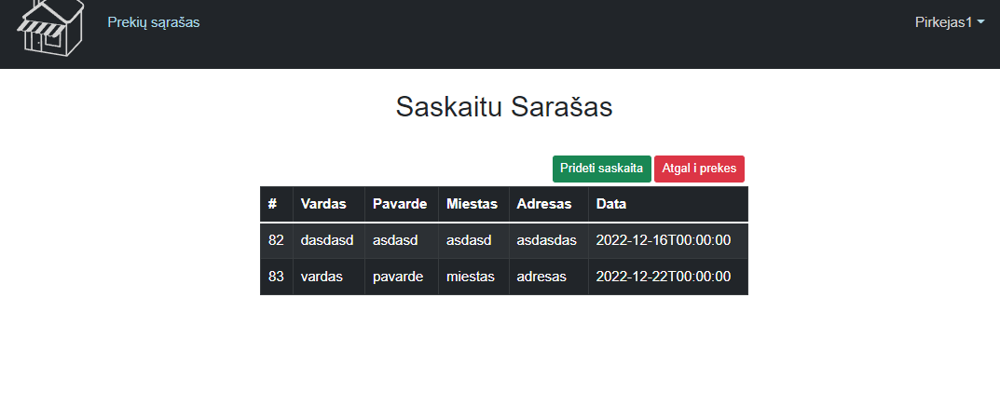 Prekių sąrašas
Pirkejas1
Saskaitu Sarašas
Prideti saskaita Atgal i prekes
# Vardas Pavarde Miestas Adresas Data
82 dasdasd asdasd asdasd asdasdas 2022-12-16T00:00:00
83 vardas pavarde miestas adresas 2022-12-22T00:00:00